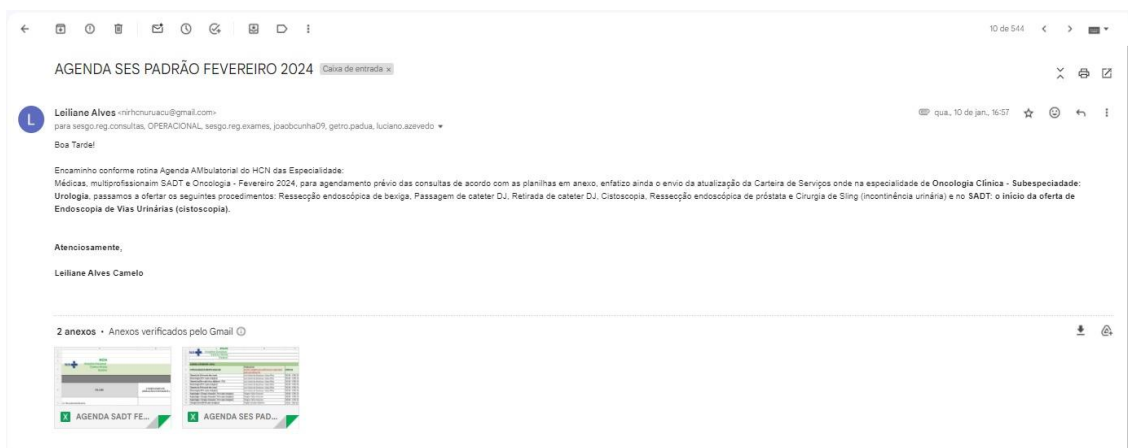 10 de 544
AGENDA SES PADRÃO FEVEREIRO 2024 Caixa de entrada x
L
Leiliane Alves <nirhcnuruacu@gmail.com>
qua., 10 de jan., 16:57
para sesgo.reg.consultas, OPERACIONAL, sesgo.reg.exames, joaobcunha09, getro.padua, luciano.azevedo
Boa Tarde!
Encaminho conforme rotina Agenda AMbulatorial do HCN das Especialidade:
Médicas, multiprofissionaim SADT e Oncologia - Fevereiro 2024, para agendamento prévio das consultas de acordo com as planilhas em anexo, enfatizo ainda o envio da atualização da Carteira de Serviços onde na especialidade de Oncologia Clínica - Subespeciadade:
Urologia, passamos a ofertar os seguintes procedimentos: Ressecção endoscópica de bexiga, Passagem de cateter DJ, Retirada de cateter DJ, Cistoscopia, Ressecção endoscópica de próstata e Cirurgia de Sling (incontinência urinária) e no SADT: o início da oferta de
Endoscopia de Vias Urinárias (cistoscopia).
Atenciosamente,
Leiliane Alves Camelo
2 anexos • Anexos verificados pelo Gmail
X AGENDA SADT FE...
X AGENDA SES PAD...